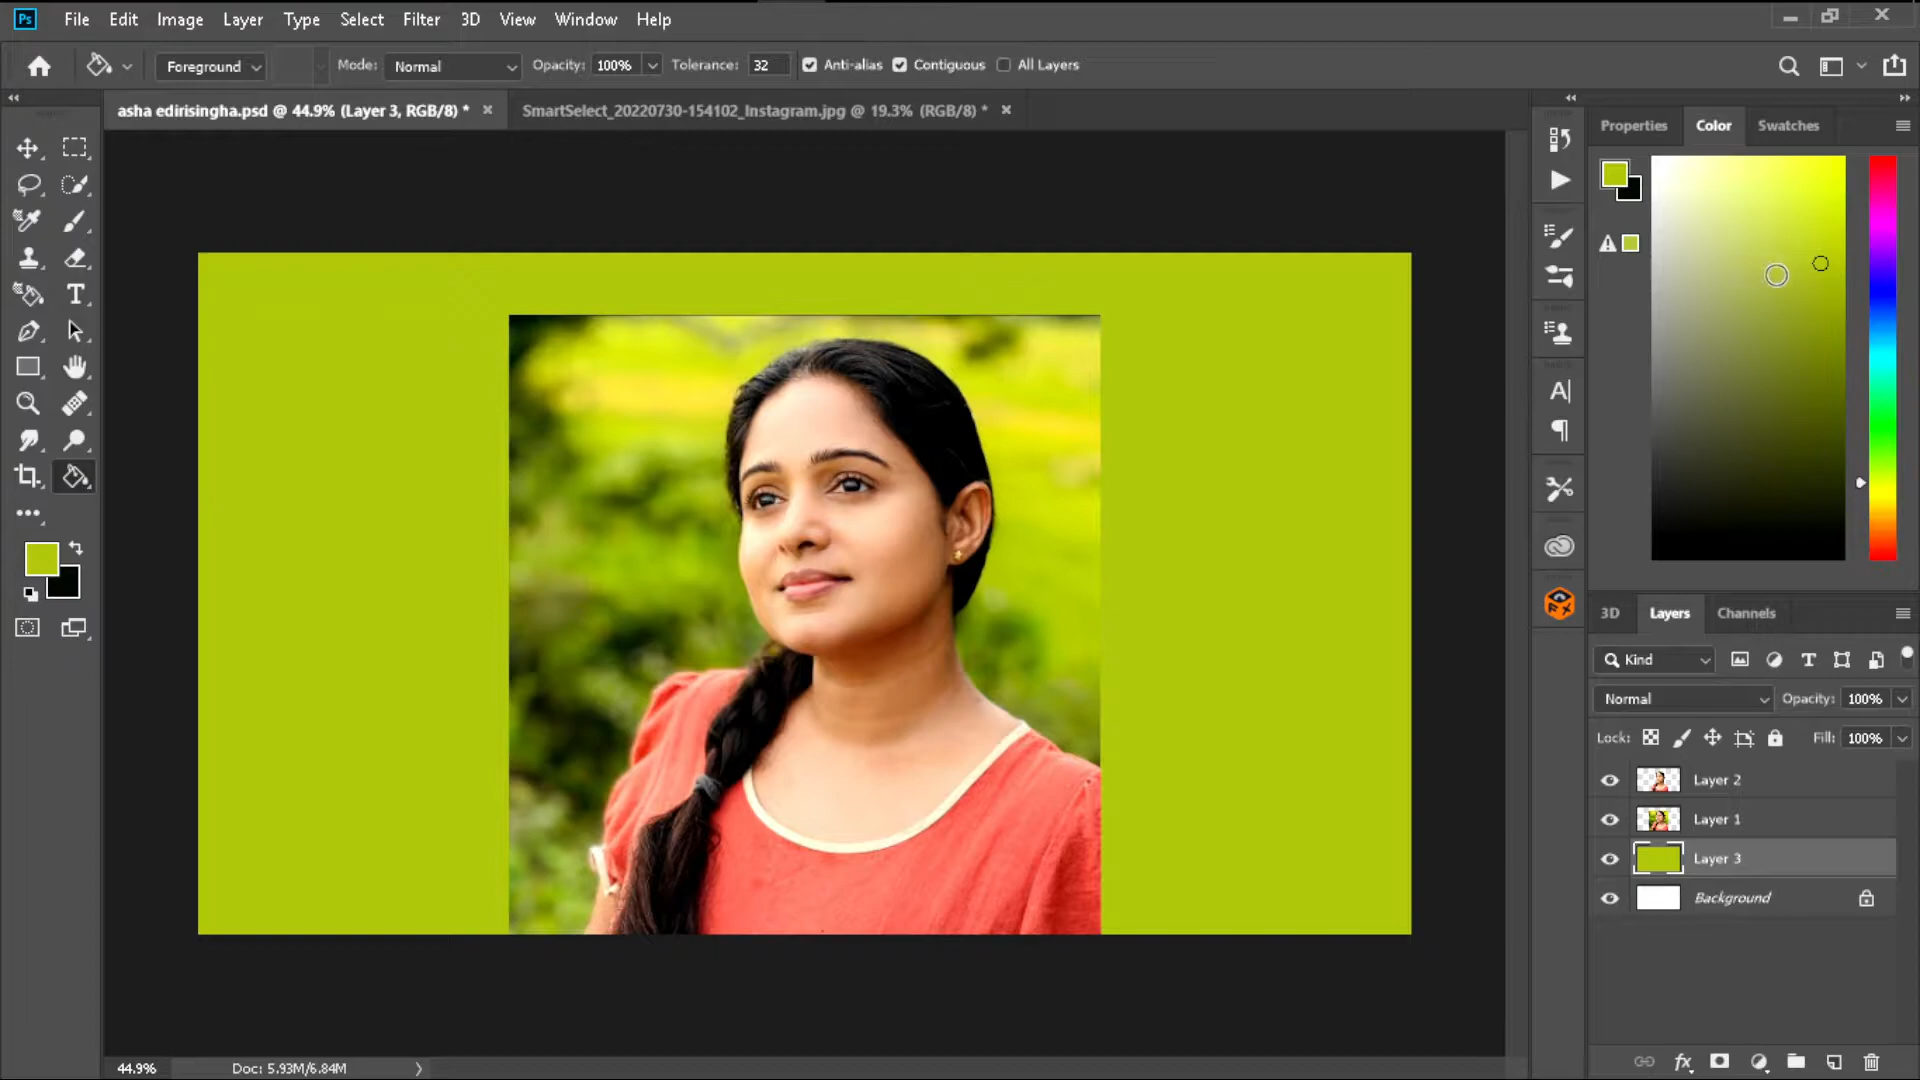 Ps File Edit Image Layer Type Select Filter 3D View Window Help
Foreground Mode: Normal Opacity: 100% Tolerance: 32 Anti-alias Contiguous All Layers
asha edirisingha.psd @ 44.9% (Layer 3, RGB/8) * SmartSelect_20220730-154102_Instagram.jpg @ 19.3% (RGB/8) *
Properties Color Swatches
3D Layers Channels
Kind
Normal Opacity: 100%
Lock: Fill: 100%
Layer 2
Layer 1
Layer 3
Background
44.9% Doc: 5.93M/6.84M